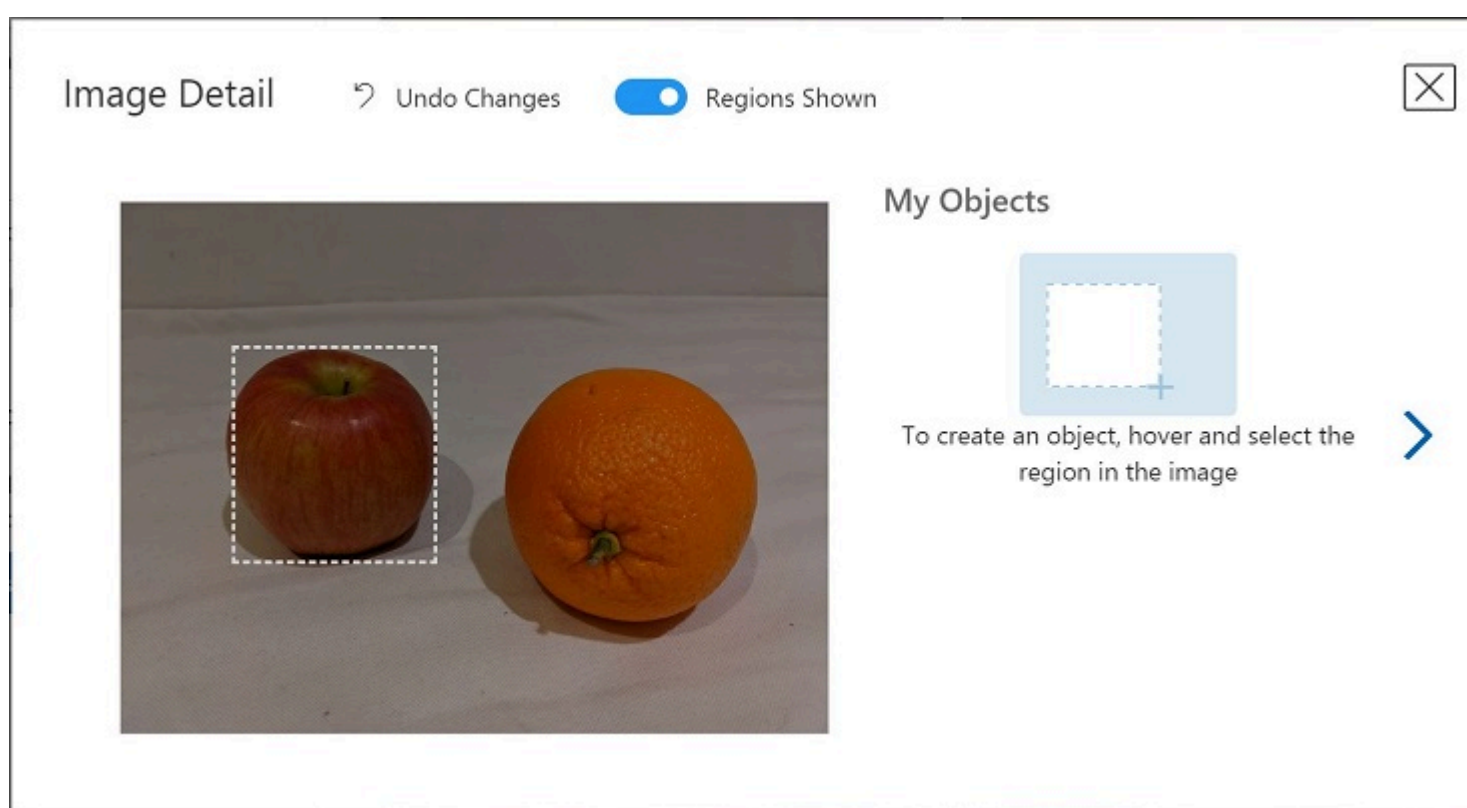 Image Detail
Undo Changes
Regions Shown
My Objects
To create an object, hover and select the
region in the image